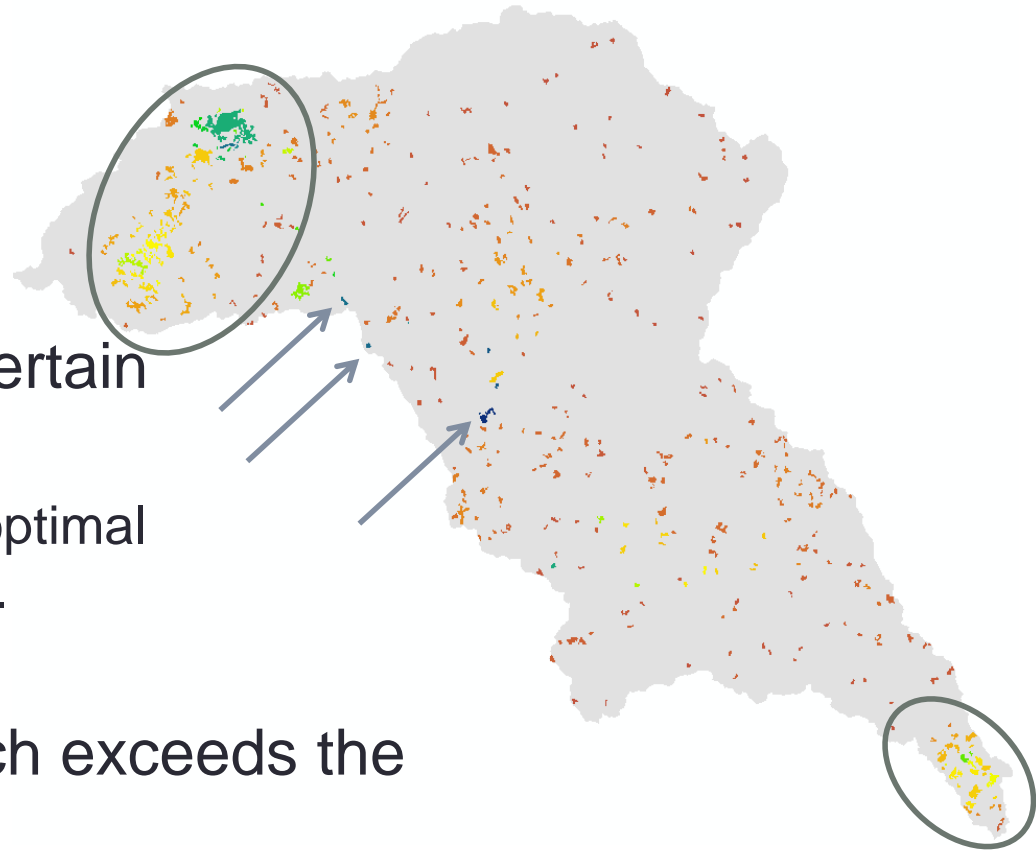 ertain
optimal
.
ch exceeds the